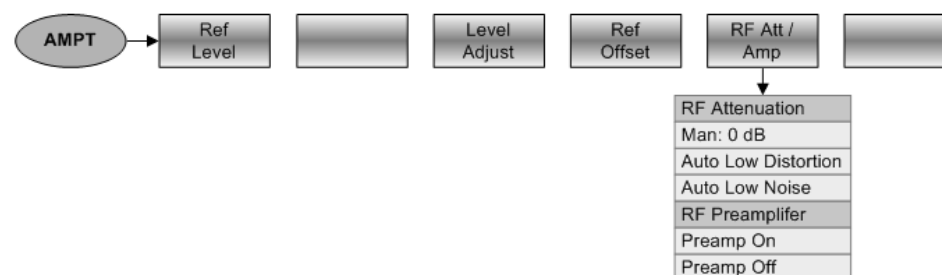 AMPT
Ref
Level
Level
Adjust
Ref
Offset
RF Att /
Amp
RF Attenuation
Man: 0 dB
Auto Low Distortion
Auto Low Noise
RF Preamplifer
Preamp On
Preamp Off